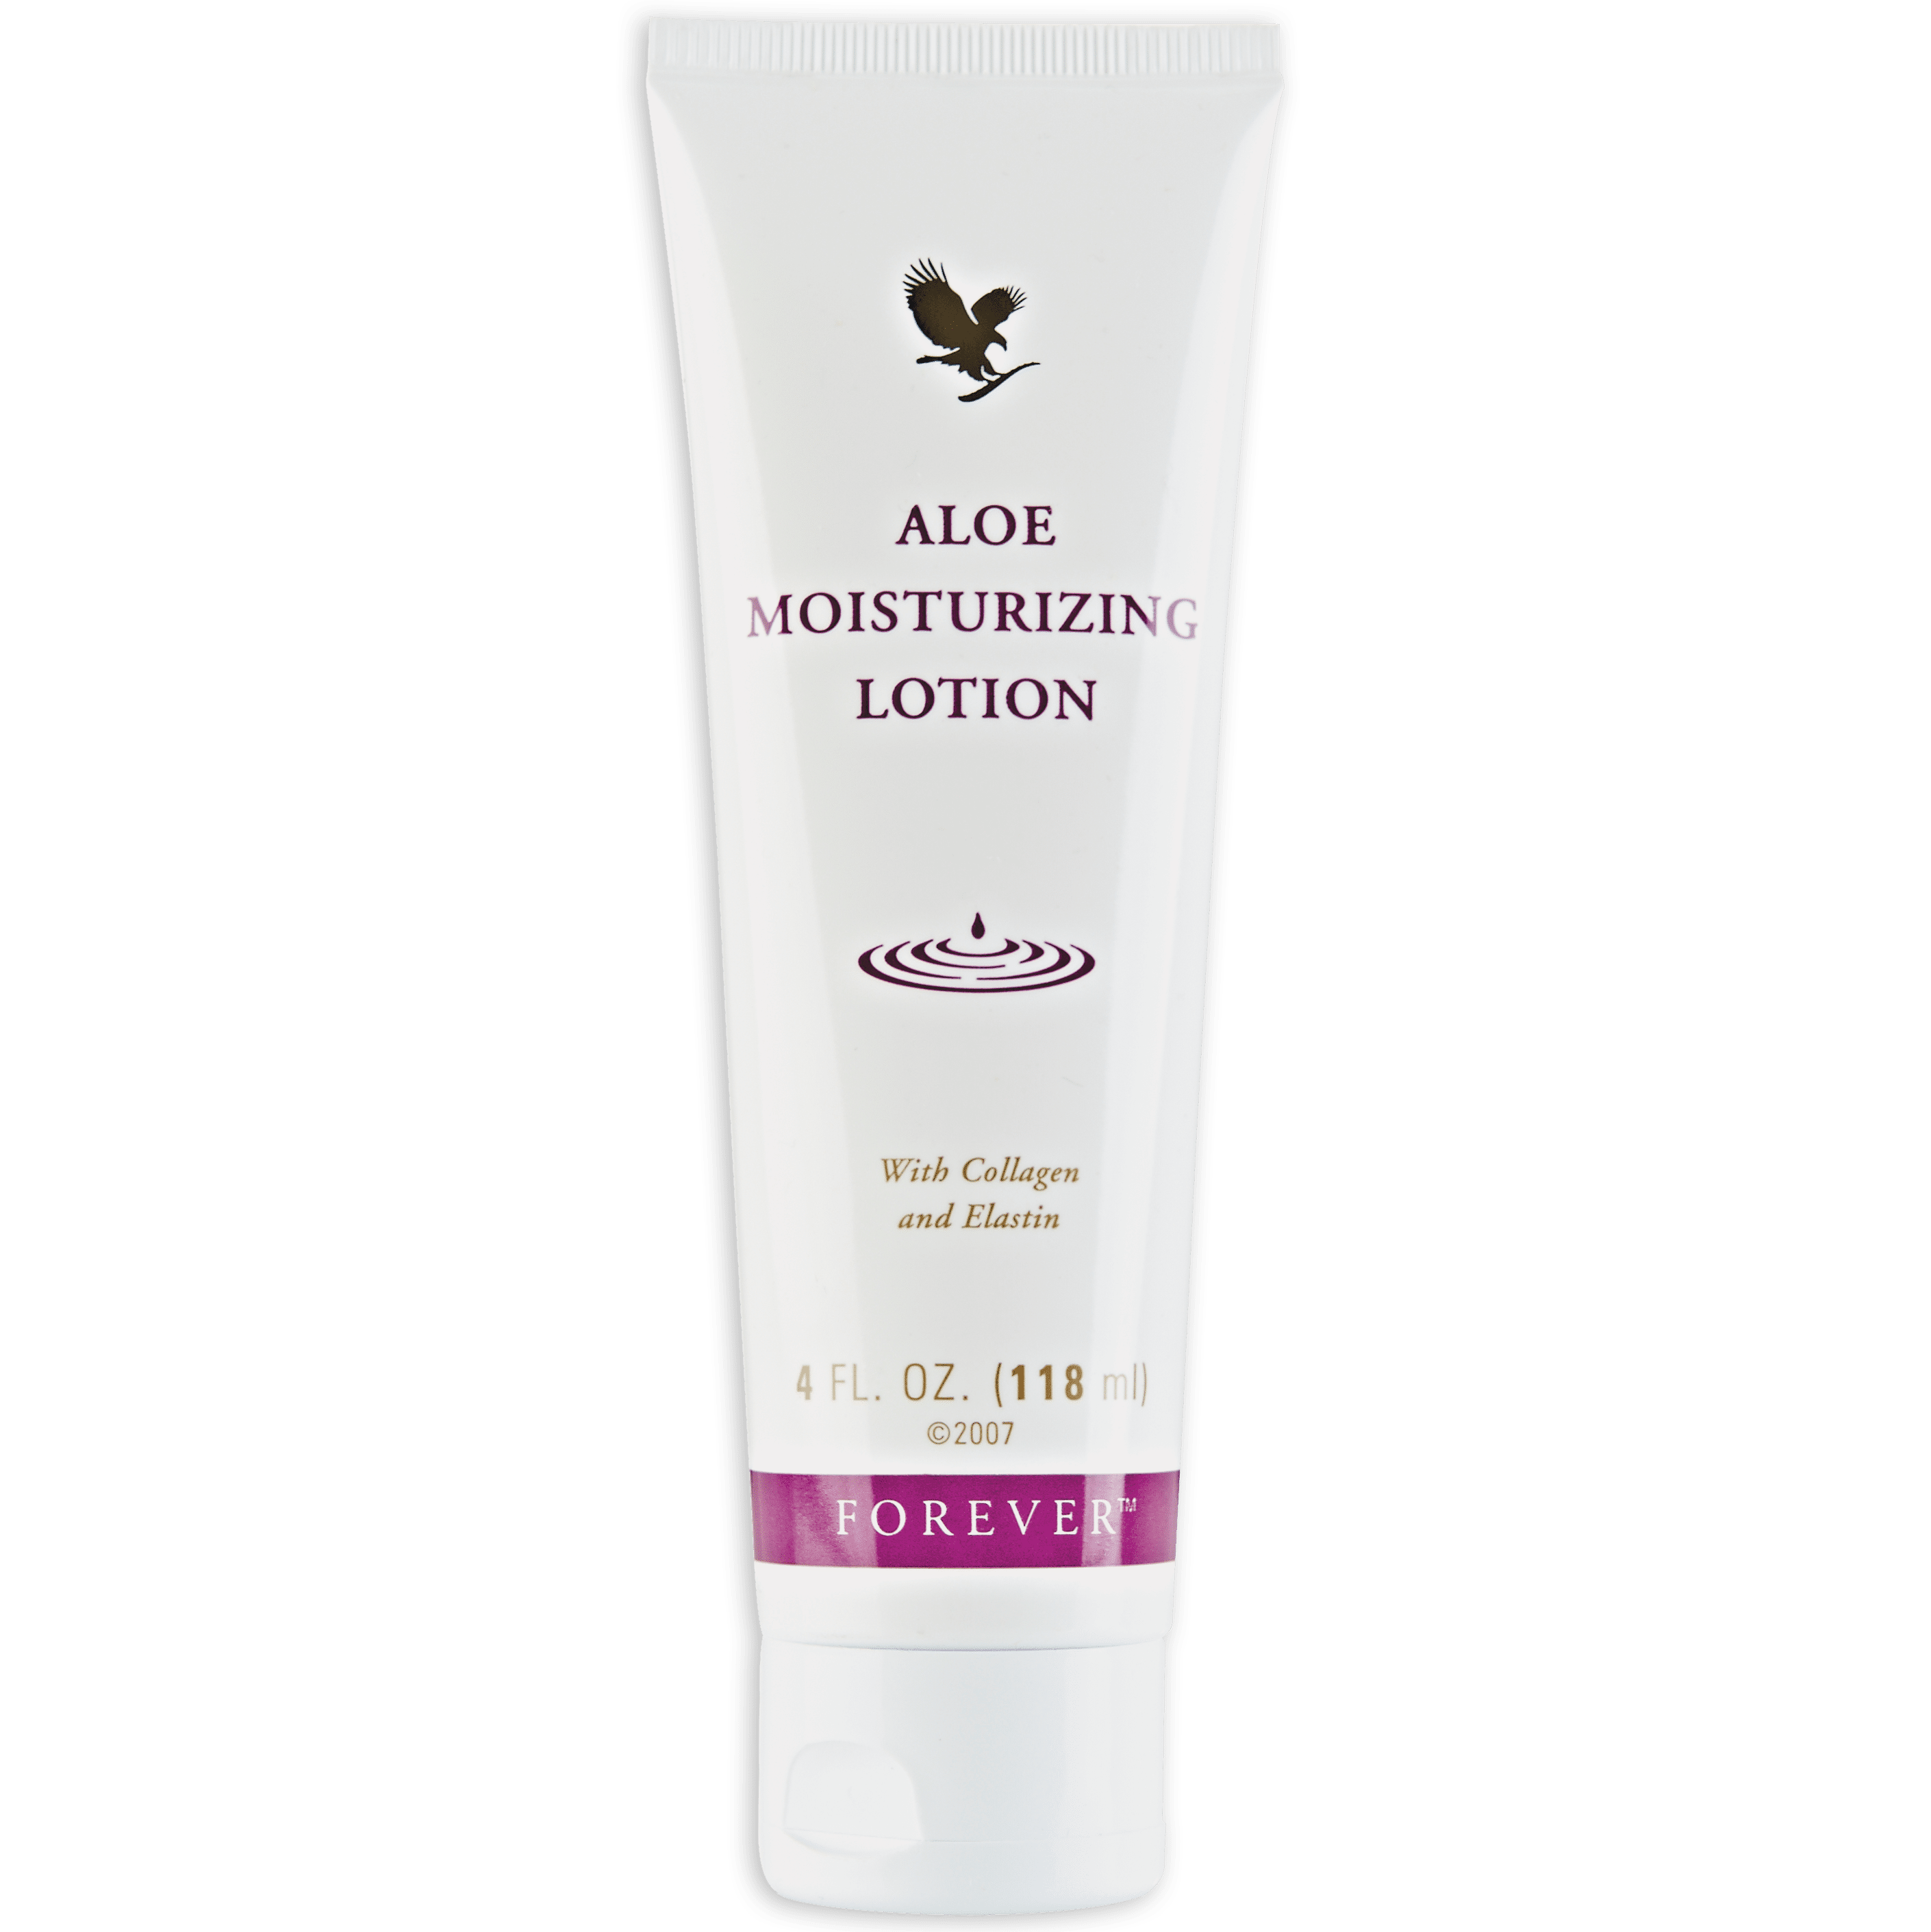 ALOE
MOISTURIZING
LOTION
With Collagen
and Elastin
4 FL. OZ. (118 ml)
©2007
FOREVER™